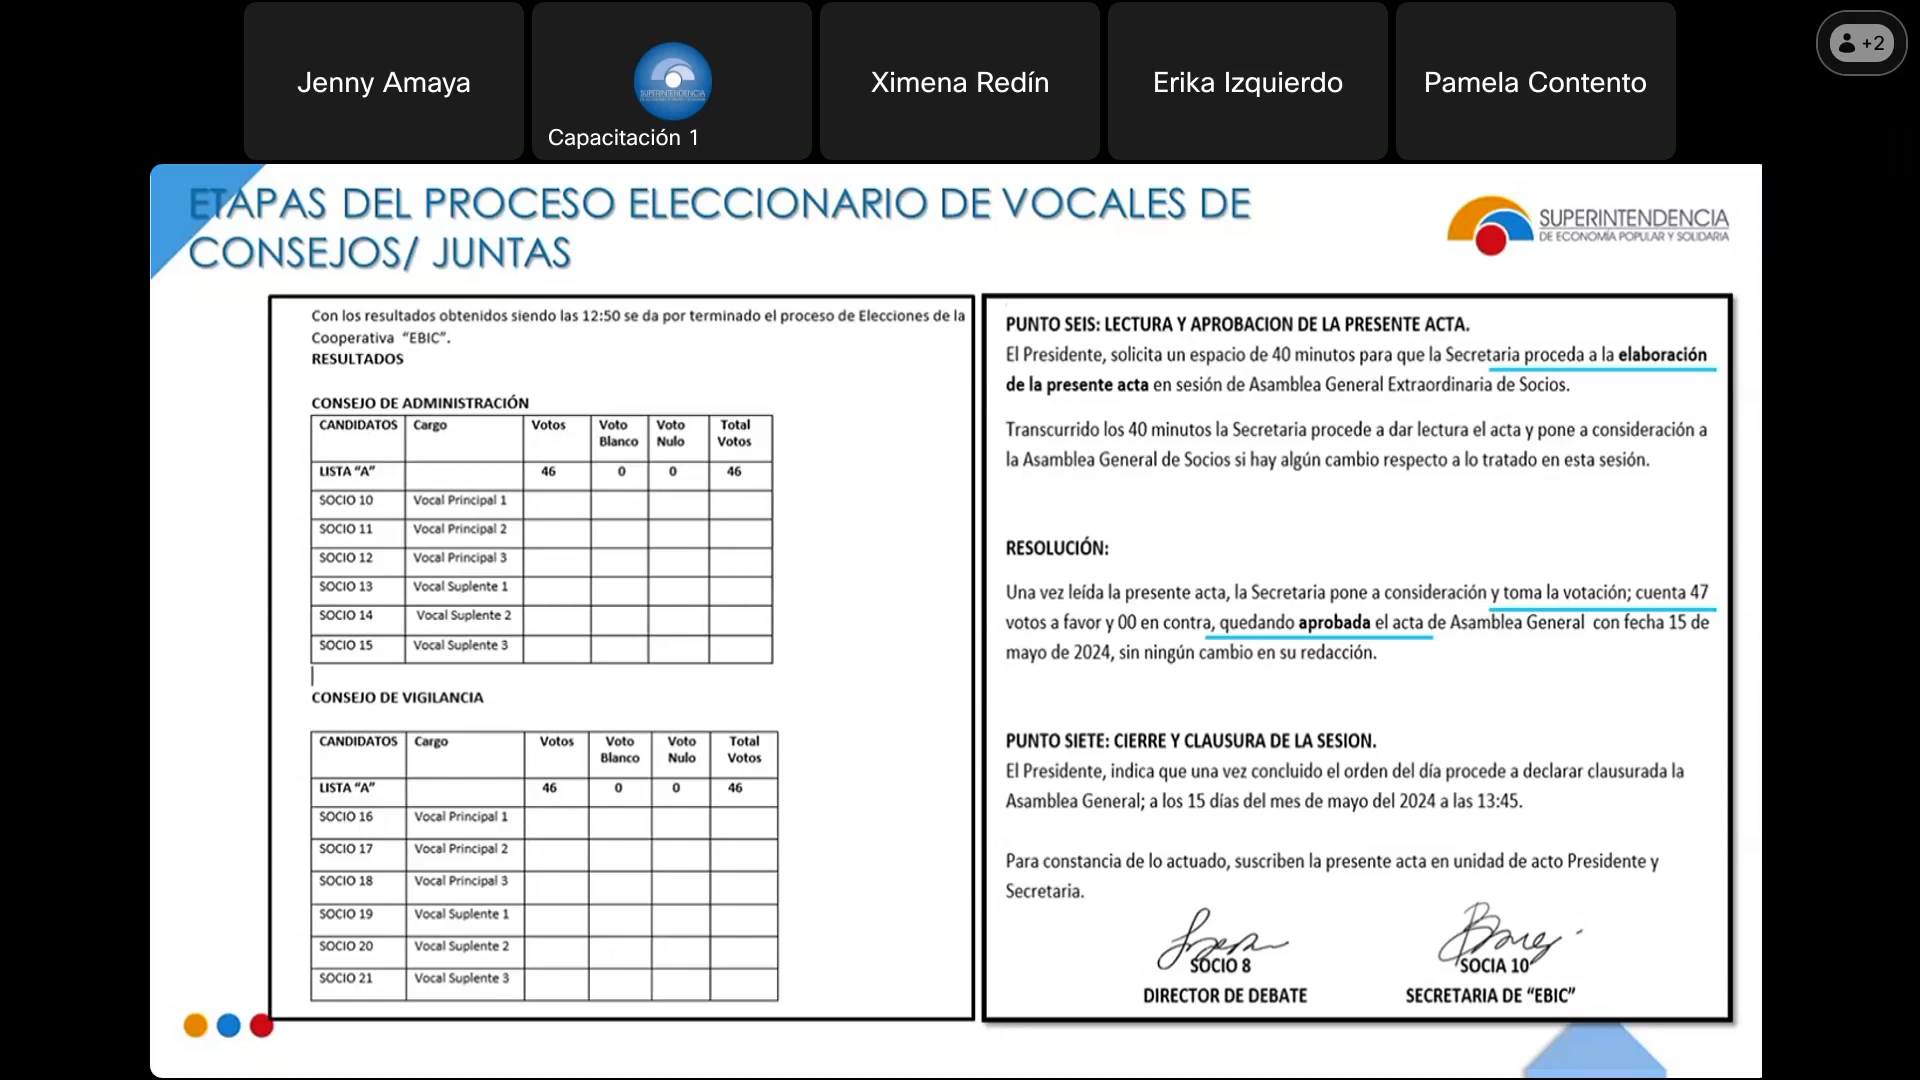 Jenny Amaya
SUPERINTENDENCIA
Capacitación 1
Ximena Redín
Erika Izquierdo
Pamela Contento
+2
ETAPAS DEL PROCESO ELECCIONARIO DE VOCALES DE
CONSEJOS/ JUNTAS
SUPERINTENDENCIA
DE ECONOMÍA POPULAR Y SOLIDARIA
Con los resultados obtenidos siendo las 12:50 se da por terminado el proceso de Elecciones de la
Cooperativa "EBIC".
RESULTADOS
CONSEJO DE ADMINISTRACIÓN
CANDIDATOS Cargo Votos Voto Blanco Voto Nulo Total Votos
LISTA "A" 46 0 0 46
SOCIO 10 Vocal Principal 1
SOCIO 11 Vocal Principal 2
SOCIO 12 Vocal Principal 3
SOCIO 13 Vocal Suplente 1
SOCIO 14 Vocal Suplente 2
SOCIO 15 Vocal Suplente 3
CONSEJO DE VIGILANCIA
CANDIDATOS Cargo Votos Voto Blanco Voto Nulo Total Votos
LISTA "A" 46 0 0 46
SOCIO 16 Vocal Principal 1
SOCIO 17 Vocal Principal 2
SOCIO 18 Vocal Principal 3
SOCIO 19 Vocal Suplente 1
SOCIO 20 Vocal Suplente 2
SOCIO 21 Vocal Suplente 3
PUNTO SEIS: LECTURA Y APROBACION DE LA PRESENTE ACTA.
El Presidente, solicita un espacio de 40 minutos para que la Secretaria proceda a la elaboración
de la presente acta en sesión de Asamblea General Extraordinaria de Socios.
Transcurrido los 40 minutos la Secretaria procede a dar lectura el acta y pone a consideración a
la Asamblea General de Socios si hay algún cambio respecto a lo tratado en esta sesión.
RESOLUCIÓN:
Una vez leída la presente acta, la Secretaria pone a consideración y toma la votación; cuenta 47
votos a favor y 00 en contra, quedando aprobada el acta de Asamblea General con fecha 15 de
mayo de 2024, sin ningún cambio en su redacción.
PUNTO SIETE: CIERRE Y CLAUSURA DE LA SESION.
El Presidente, indica que una vez concluido el orden del día procede a declarar clausurada la
Asamblea General; a los 15 días del mes de mayo del 2024 a las 13:45.
Para constancia de lo actuado, suscriben la presente acta en unidad de acto Presidente y
Secretaria.
SOCIO 8
DIRECTOR DE DEBATE
SOCIA 10
SECRETARIA DE "EBIC"